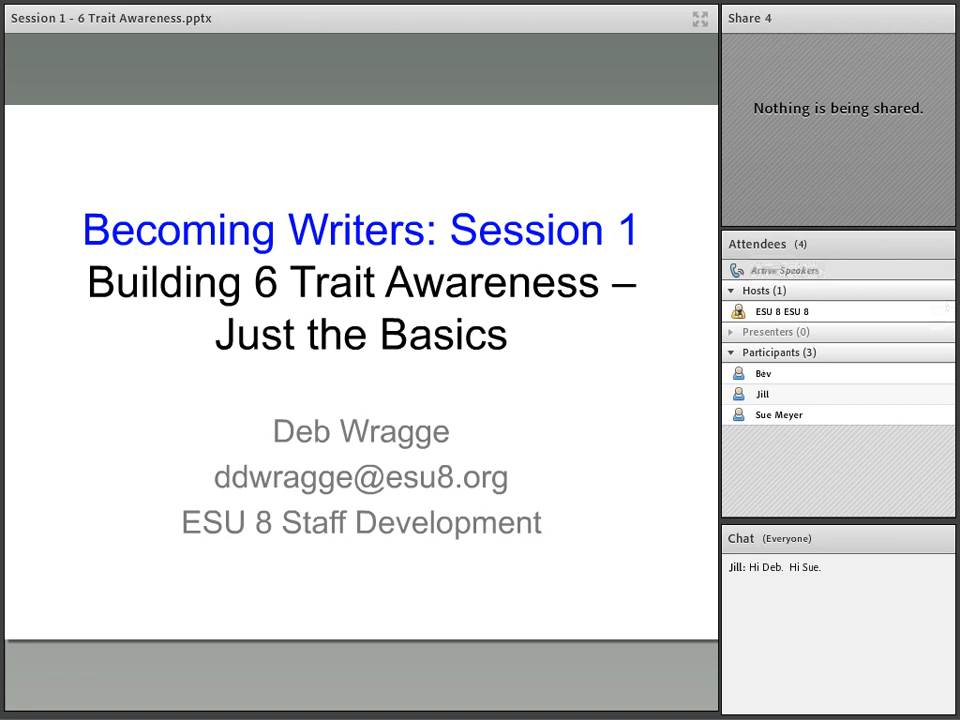 Session 1 - 6 Trait Awareness.pptx
Becoming Writers: Session 1
Building 6 Trait Awareness –
Just the Basics
Deb Wragge
ddwragge@esu8.org
ESU 8 Staff Development
Share 4
Nothing is being shared.
Attendees (4)
Active Speakers
Hosts (1)
ESU 8 ESU 8
Presenters (0)
Participants (3)
Bev
Jill
Sue Meyer
Chat (Everyone)
Jill: Hi Deb. Hi Sue.